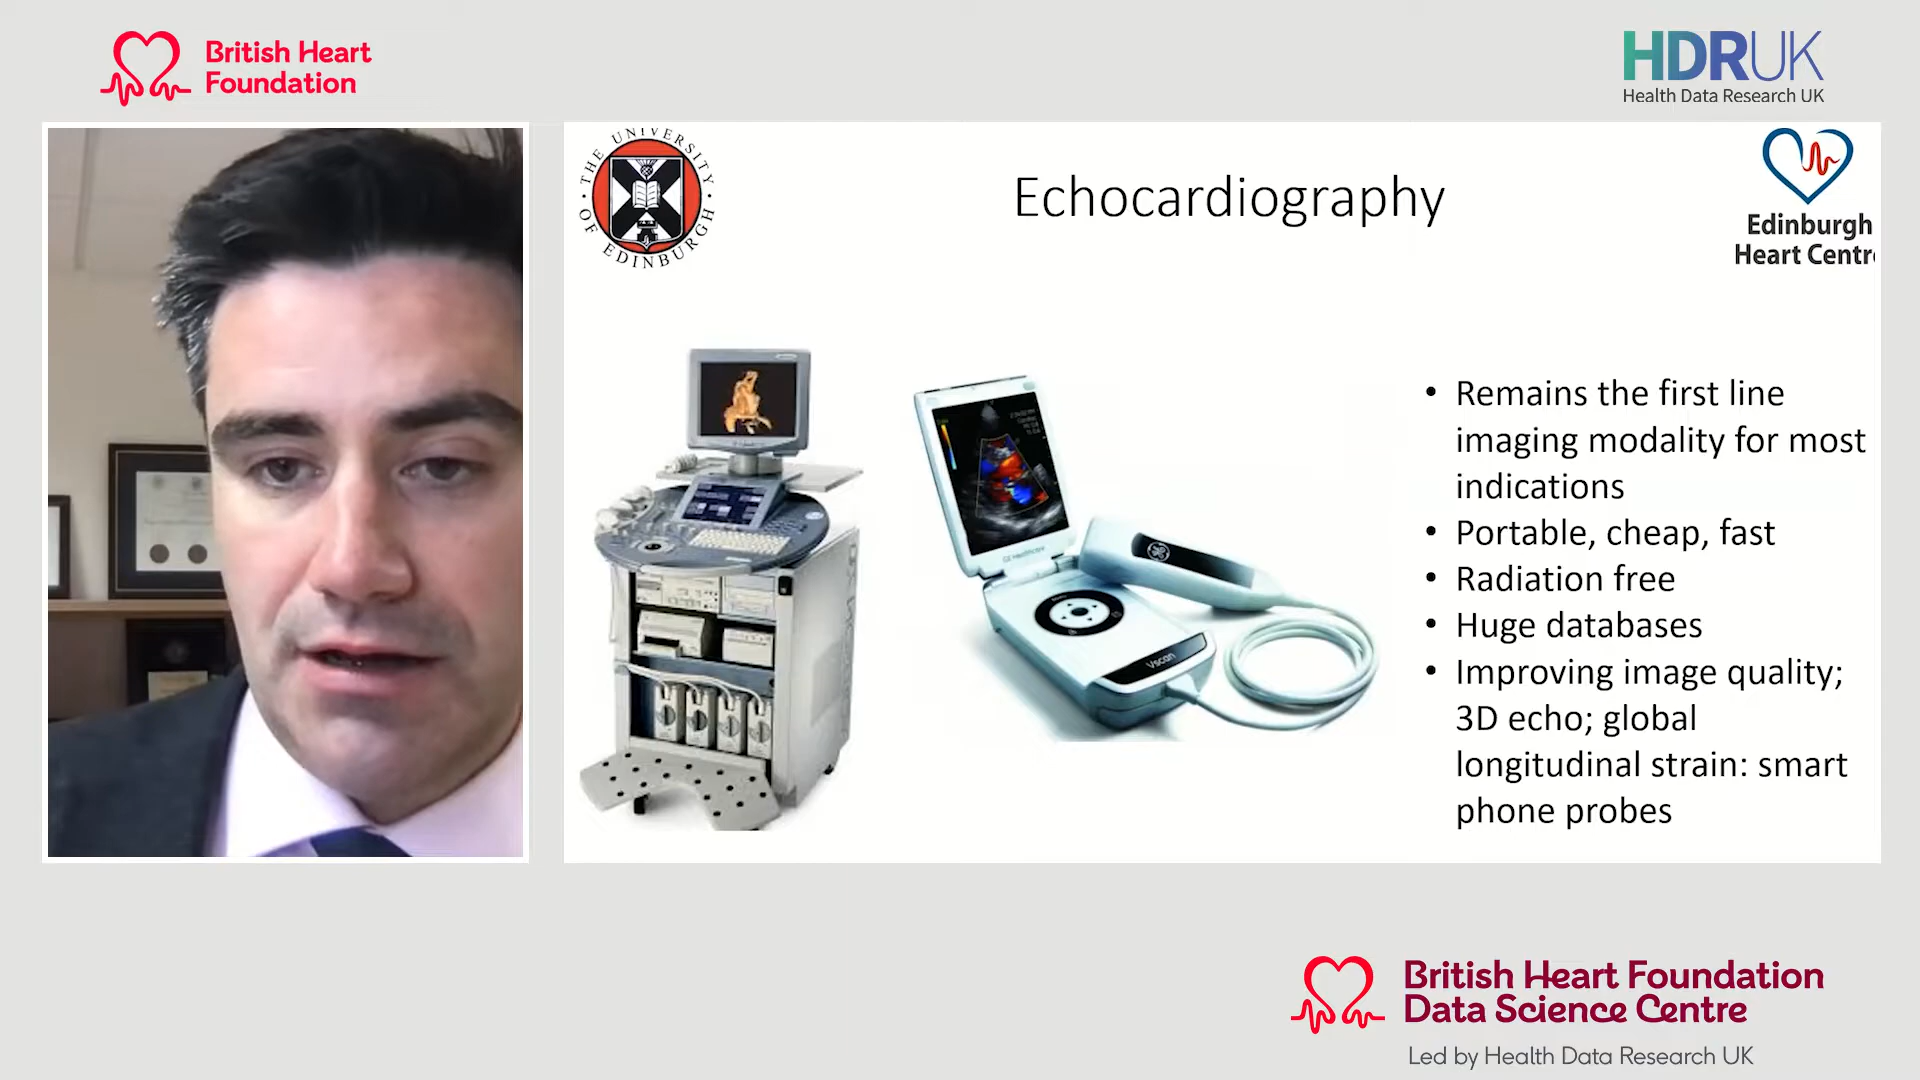 British Heart
Foundation
HDRUK
Health Data Research UK
THE UNIVERSITY
OF EDINBURGH
Echocardiography
Edinburgh
Heart Centr
GE Healthcare
Vscan
• Remains the first line
imaging modality for most
indications
• Portable, cheap, fast
• Radiation free
• Huge databases
• Improving image quality;
3D echo; global
longitudinal strain: smart
phone probes
British Heart Foundation
Data Science Centre
Led by Health Data Research UK